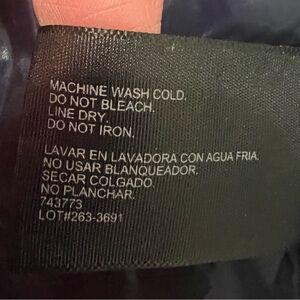 MACHINE WASH COLD.
DO NOT BLEACH.
LINE DRY.
DO NOT IRON.
LAVAR EN LAVADORA CON AGUA FRIA.
NO USAR BLANQUEADOR.
SECAR COLGADO.
NO PLANCHAR.
743773
LOT#263-3691